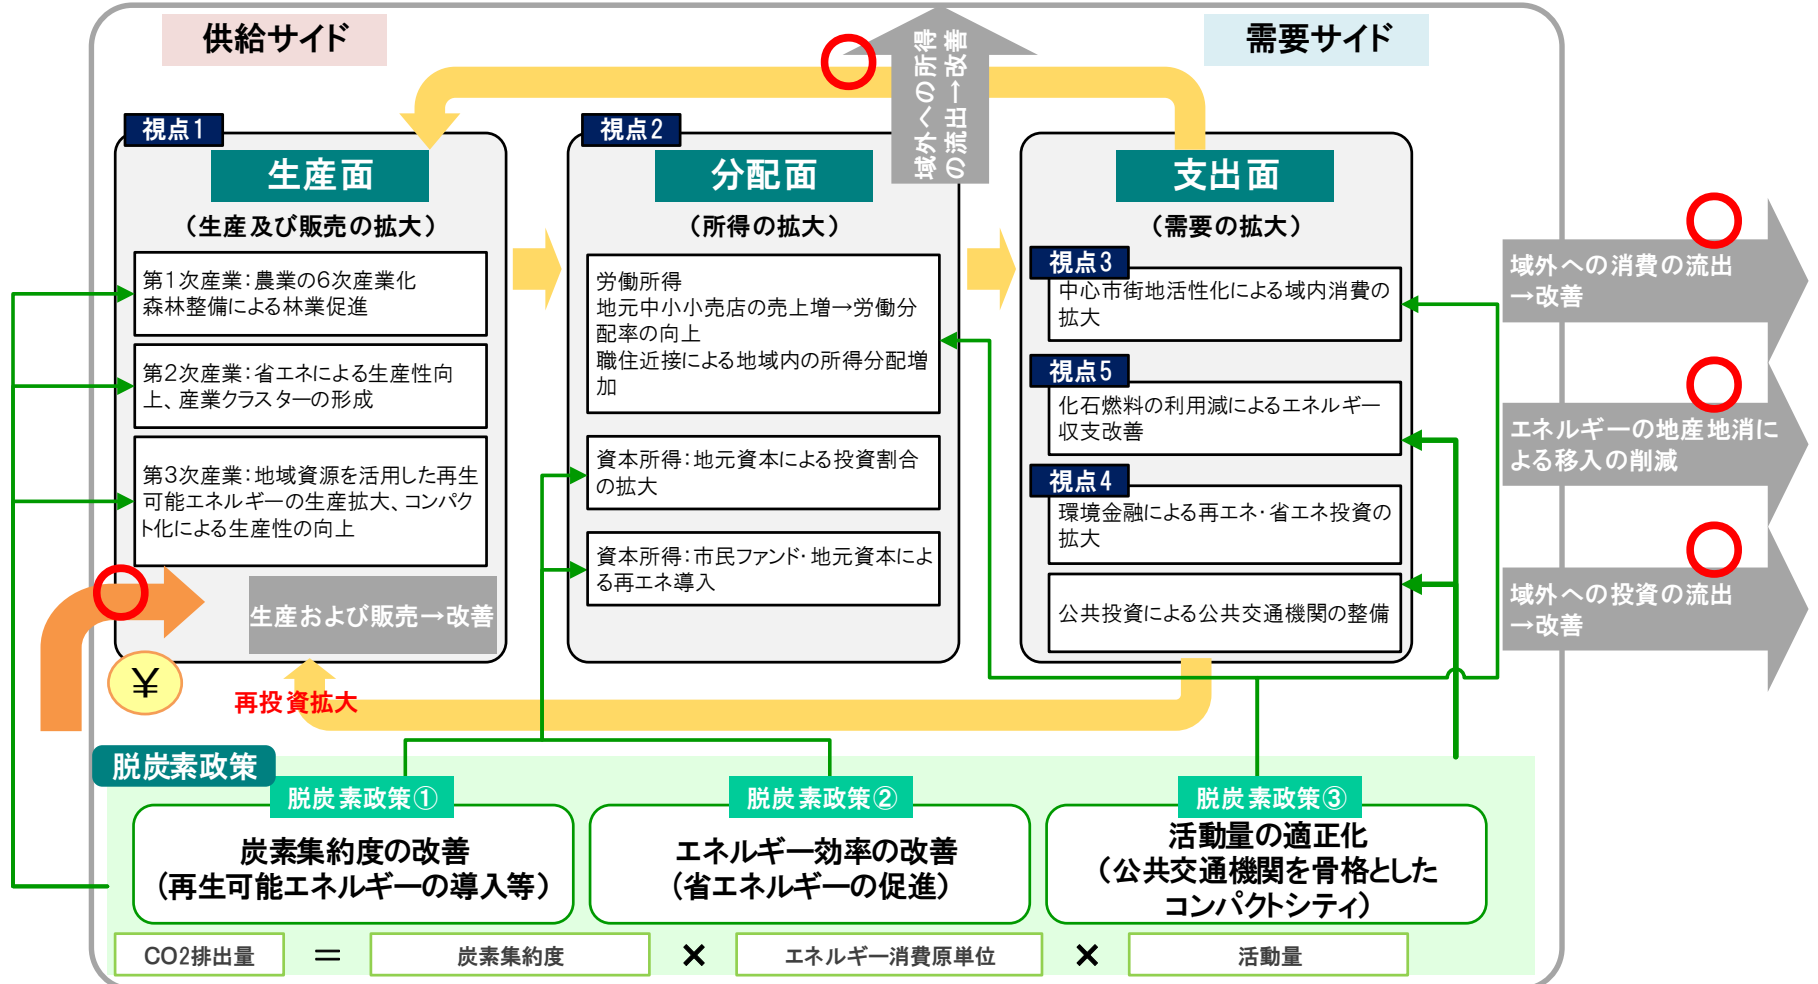 供給サイド
需要サイド
域外への所得
の流出→改善
視点1
生産面
（生産及び販売の拡大）
第1次産業：農業の6次産業化
森林整備による林業促進
第2次産業：省エネによる生産性向
上、産業クラスターの形成
第3次産業：地域資源を活用した再生
可能エネルギーの生産拡大、コンパク
ト化による生産性の向上
生産および販売→改善
¥
再投資拡大
視点2
分配面
（所得の拡大）
労働所得
地元中小小売店の売上増→労働分
配率の向上
職住近接による地域内の所得分配増
加
資本所得：地元資本による投資割合
の拡大
資本所得：市民ファンド・地元資本によ
る再エネ導入
支出面
（需要の拡大）
視点3
中心市街地活性化による域内消費の
拡大
視点5
化石燃料の利用減によるエネルギー
収支改善
視点4
環境金融による再エネ・省エネ投資の
拡大
公共投資による公共交通機関の整備
域外への消費の流出
→改善
エネルギーの地産地消に
よる移入の削減
域外への投資の流出
→改善
脱炭素政策
脱炭素政策①
炭素集約度の改善
（再生可能エネルギーの導入等）
脱炭素政策②
エネルギー効率の改善
（省エネルギーの促進）
脱炭素政策③
活動量の適正化
（公共交通機関を骨格とした
コンパクトシティ）
CO2排出量 ＝ 炭素集約度 × エネルギー消費原単位 × 活動量